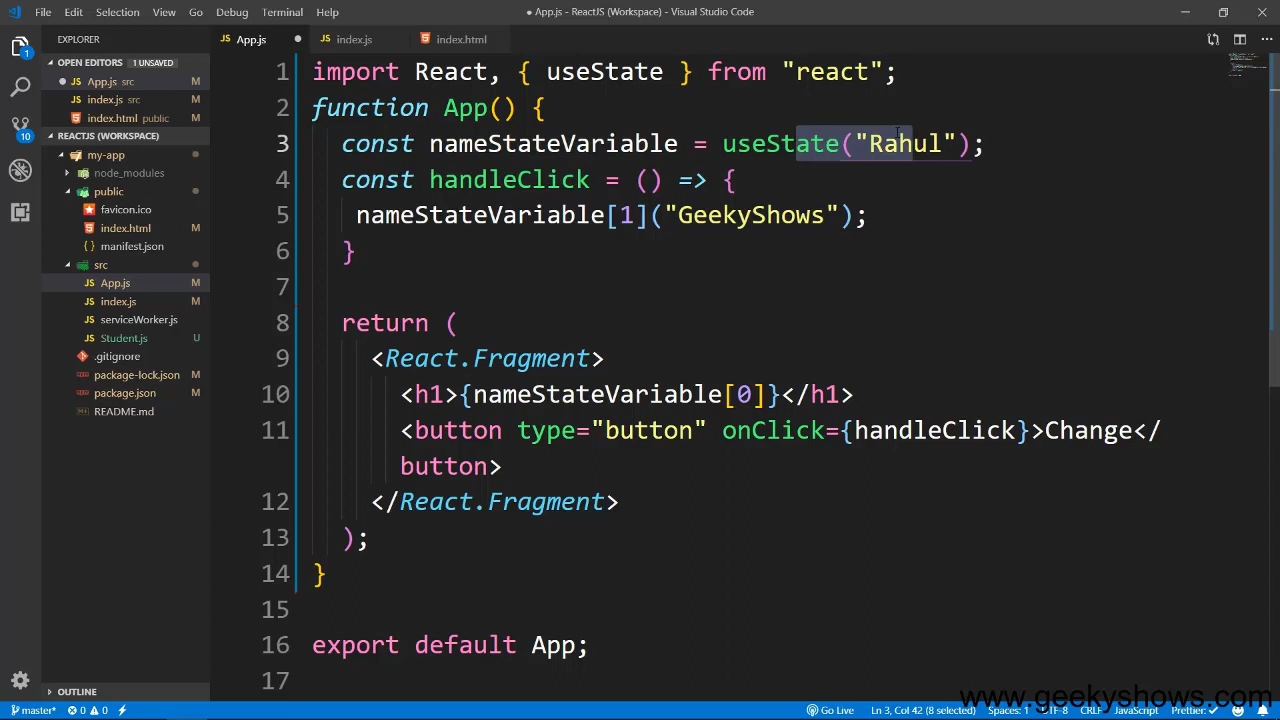 File Edit Selection View Go Debug Terminal Help
● App.js - ReactJS (Workspace) - Visual Studio Code
EXPLORER
OPEN EDITORS 1 UNSAVED
App.js src M
index.js src M
index.html public M
REACTJS (WORKSPACE)
my-app
node_modules
public
favicon.ico
index.html M
manifest.json
src
App.js M
index.js M
serviceWorker.js
Student.js U
.gitignore
package-lock.json M
package.json M
README.md
OUTLINE
1
10
App.js index.js index.html
1 import React, { useState } from "react";
2 function App() {
3 const nameStateVariable = useState("Rahul");
4 const handleClick = () => {
5 nameStateVariable[1]("GeekyShows");
6 }
7
8 return (
9 <React.Fragment>
10 <h1>{nameStateVariable[0]}</h1>
11 <button type="button" onClick={handleClick}>Change</
button>
12 </React.Fragment>
13 );
14 }
15
16 export default App;
17
www.geekyshows.com
master* 0 0 Go Live Ln 3, Col 42 (8 selected) Spaces: 1 UTF-8 CRLF JavaScript Prettier: ✓